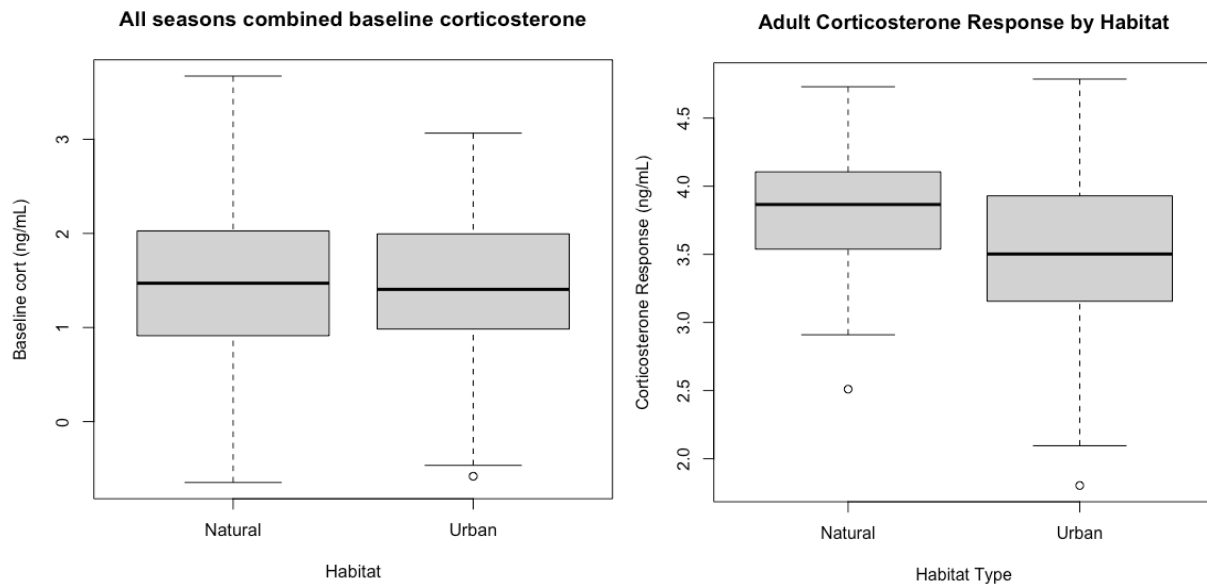 All seasons combined baseline corticosterone
Baseline cort (ng/mL)
3
2
1
0
Natural
Urban
Habitat
Adult Corticosterone Response by Habitat
Corticosterone Response (ng/mL)
4.5
4.0
3.5
3.0
2.5
2.0
Natural
Urban
Habitat Type